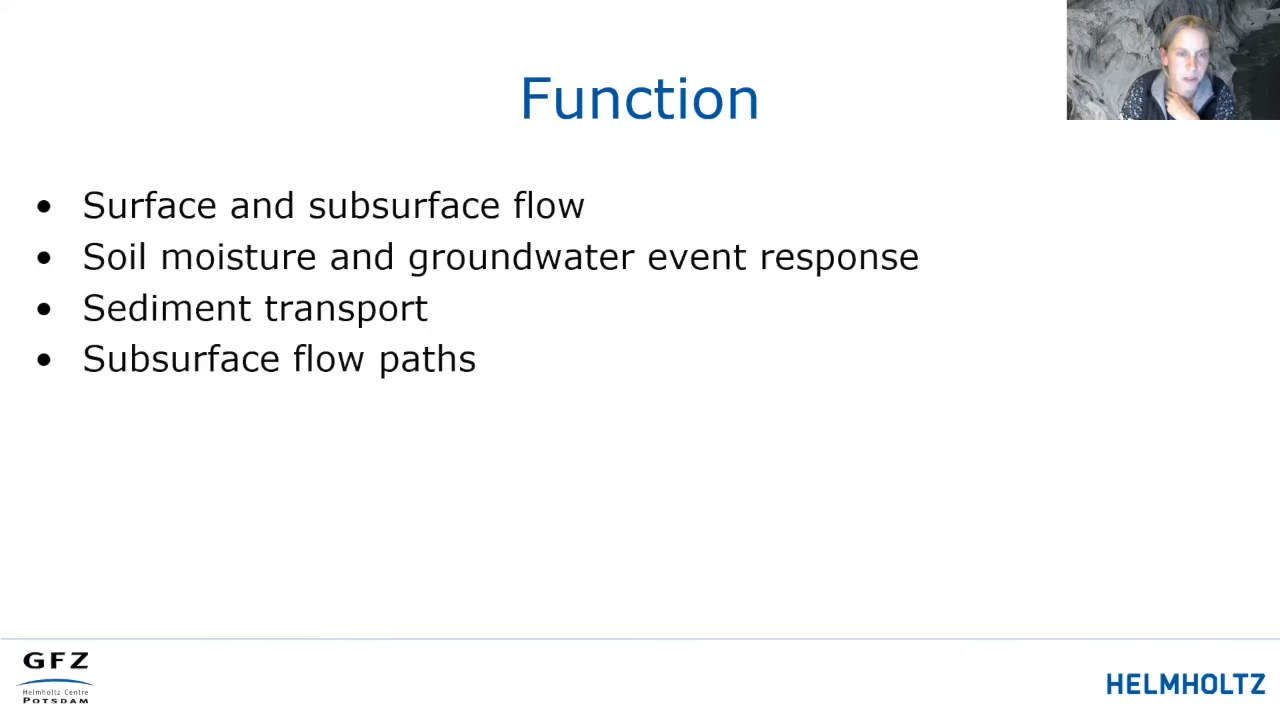 Function
• Surface and subsurface flow
• Soil moisture and groundwater event response
• Sediment transport
• Subsurface flow paths
GFZ
Helmholtz Centre
POTSDAM
HELMHOLTZ